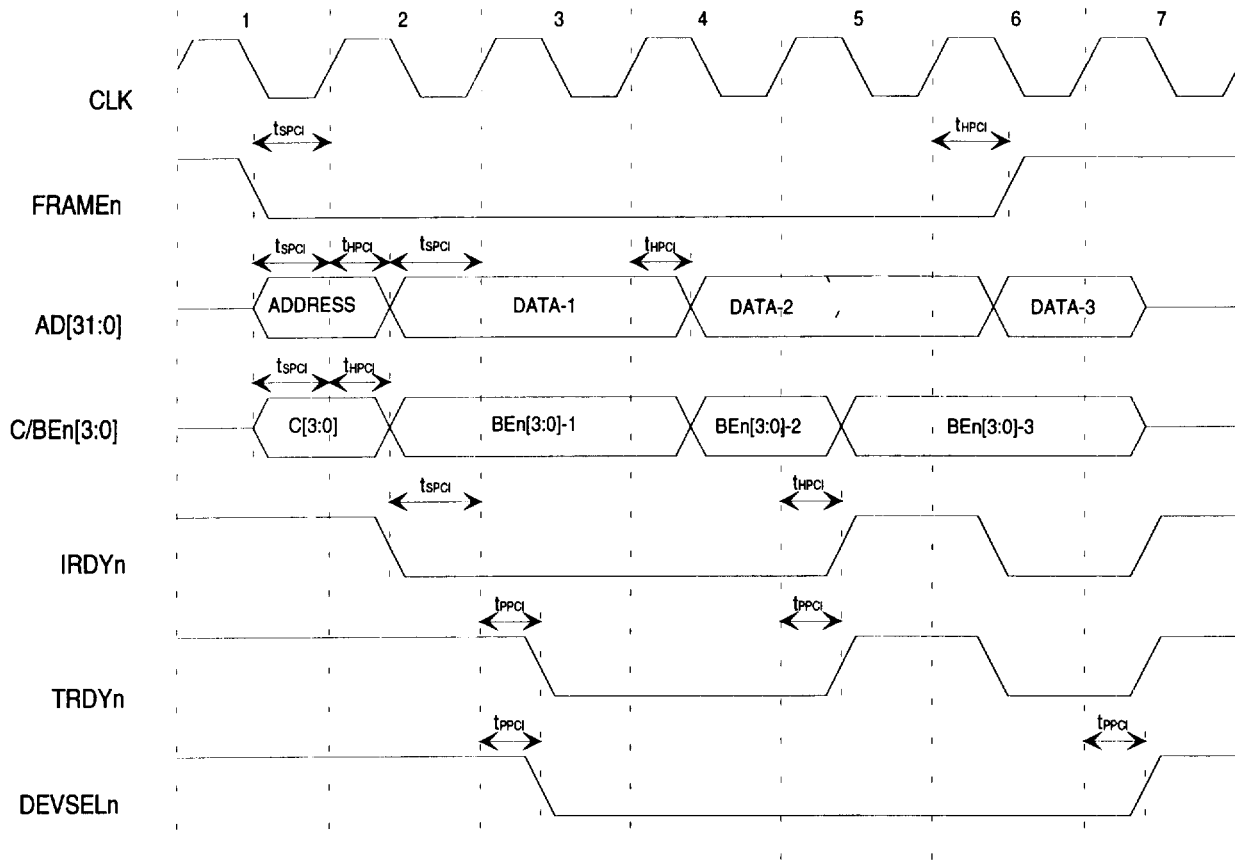 1 2 3 4 5 6 7
CLK
tSPCI tHPCI
FRAMEn
tSPCI tHPCI tSPCI tHPCI
ADDRESS DATA-1 DATA-2 DATA-3
AD[31:0]
tSPCI tHPCI
C[3:0] BEn[3:0]-1 BEn[3:0]-2 BEn[3:0]-3
C/BEn[3:0]
tSPCI tHPCI
IRDYn
tPPCI tPPCI
TRDYn
tPPCI tPPCI
DEVSELn